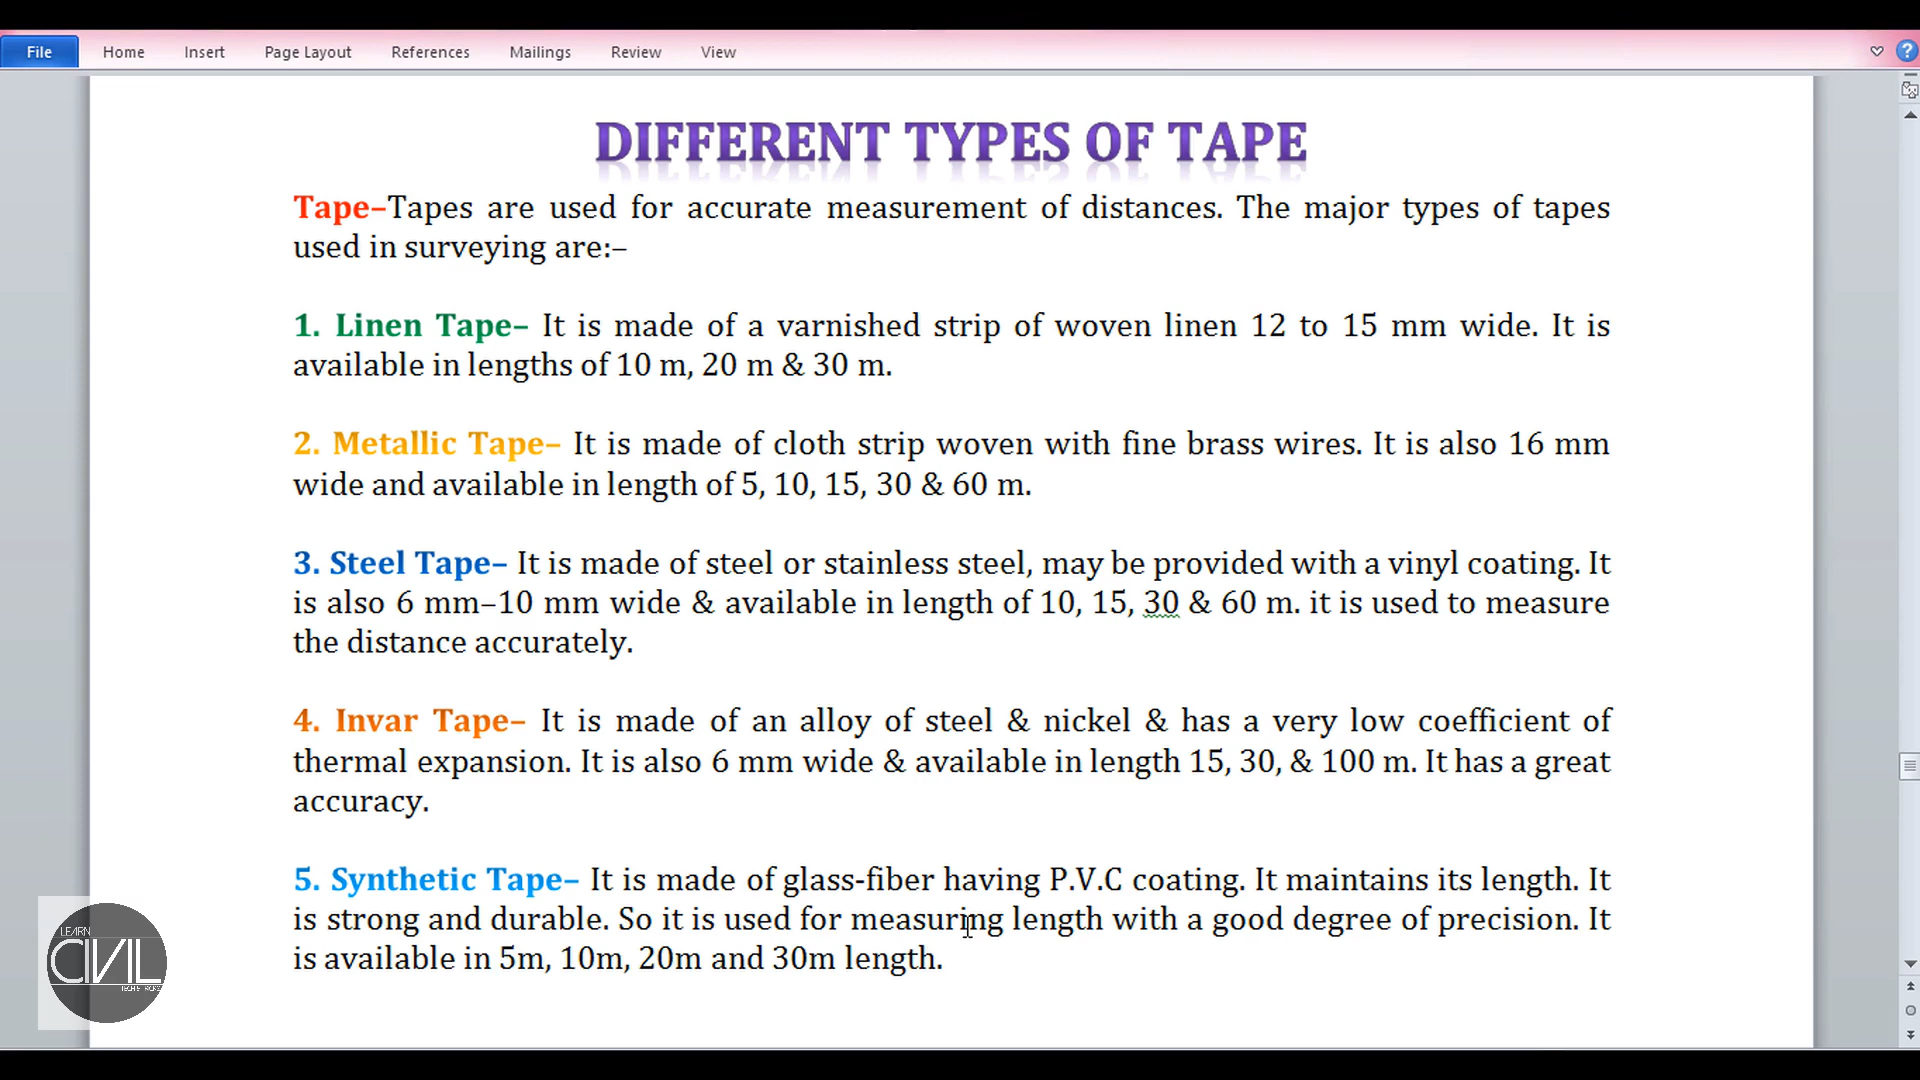 File Home Insert Page Layout References Mailings Review View
DIFFERENT TYPES OF TAPE
Tape–Tapes are used for accurate measurement of distances. The major types of tapes
used in surveying are:–
1. Linen Tape– It is made of a varnished strip of woven linen 12 to 15 mm wide. It is
available in lengths of 10 m, 20 m & 30 m.
2. Metallic Tape– It is made of cloth strip woven with fine brass wires. It is also 16 mm
wide and available in length of 5, 10, 15, 30 & 60 m.
3. Steel Tape– It is made of steel or stainless steel, may be provided with a vinyl coating. It
is also 6 mm–10 mm wide & available in length of 10, 15, 30 & 60 m. it is used to measure
the distance accurately.
4. Invar Tape– It is made of an alloy of steel & nickel & has a very low coefficient of
thermal expansion. It is also 6 mm wide & available in length 15, 30, & 100 m. It has a great
accuracy.
5. Synthetic Tape– It is made of glass-fiber having P.V.C coating. It maintains its length. It
is strong and durable. So it is used for measuring length with a good degree of precision. It
is available in 5m, 10m, 20m and 30m length.
LEARN
CIVIL